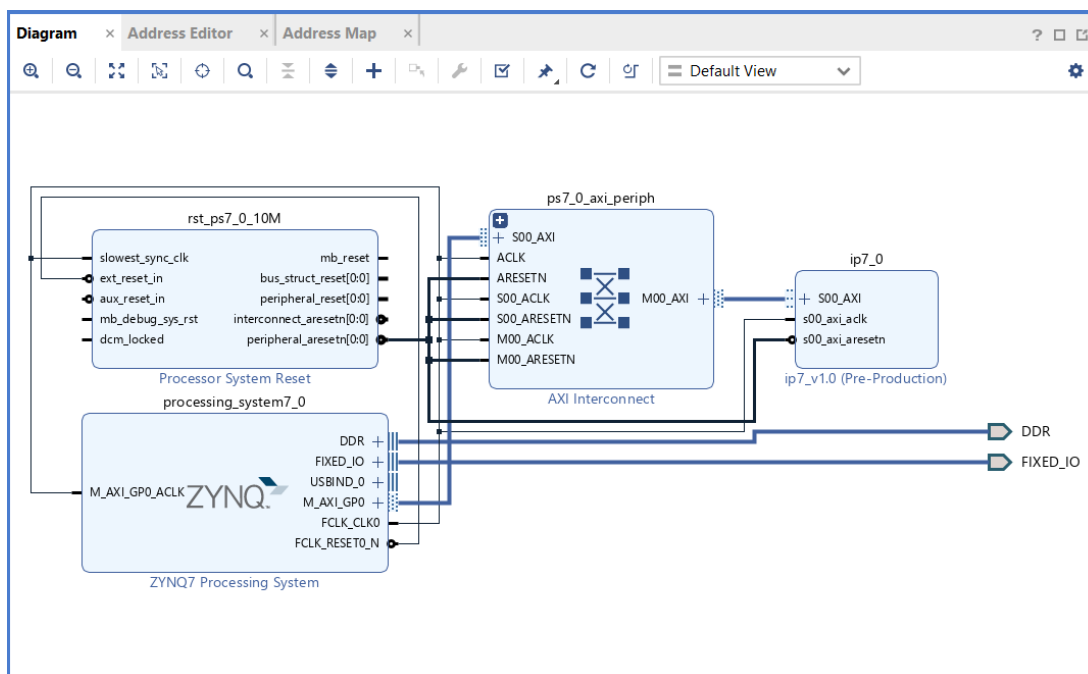 Diagram
Address Editor
Address Map
Default View
rst_ps7_0_10M
slowest_sync_clk
ext_reset_in
aux_reset_in
mb_debug_sys_rst
dcm_locked
mb_reset
bus_struct_reset[0:0]
peripheral_reset[0:0]
interconnect_aresetn[0:0]
peripheral_aresetn[0:0]
Processor System Reset
ps7_0_axi_periph
S00_AXI
ACLK
ARESETN
S00_ACLK
S00_ARESETN
M00_ACLK
M00_ARESETN
M00_AXI
AXI Interconnect
ip7_0
S00_AXI
s00_axi_aclk
s00_axi_aresetn
ip7_v1.0 (Pre-Production)
processing_system7_0
M_AXI_GP0_ACLK
ZYNQ
DDR
FIXED_IO
USBIND_0
M_AXI_GP0
FCLK_CLK0
FCLK_RESET0_N
ZYNQ7 Processing System
DDR
FIXED_IO